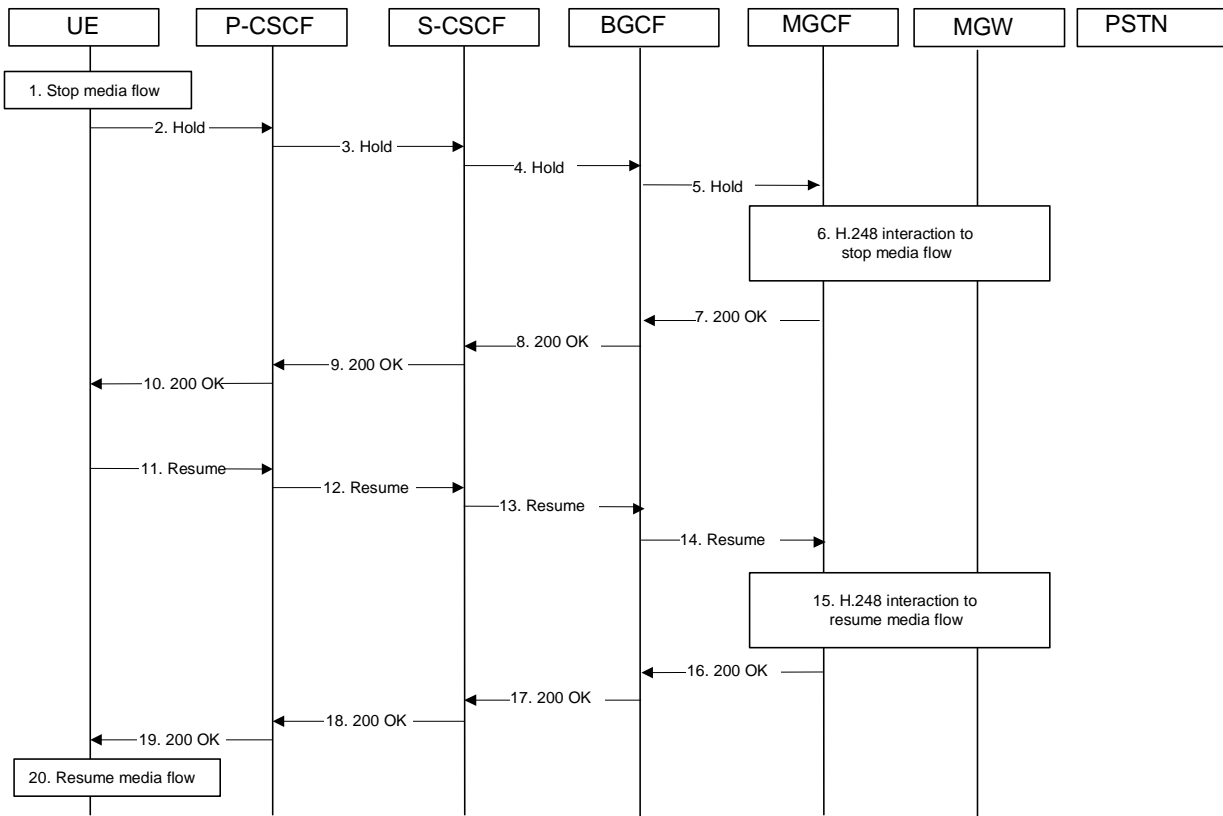 UE
P-CSCF
S-CSCF
BGCF
MGCF
MGW
PSTN
1. Stop media flow
2. Hold
3. Hold
4. Hold
5. Hold
6. H.248 interaction to
stop media flow
7. 200 OK
8. 200 OK
9. 200 OK
10. 200 OK
11. Resume
12. Resume
13. Resume
14. Resume
15. H.248 interaction to
resume media flow
16. 200 OK
17. 200 OK
18. 200 OK
19. 200 OK
20. Resume media flow